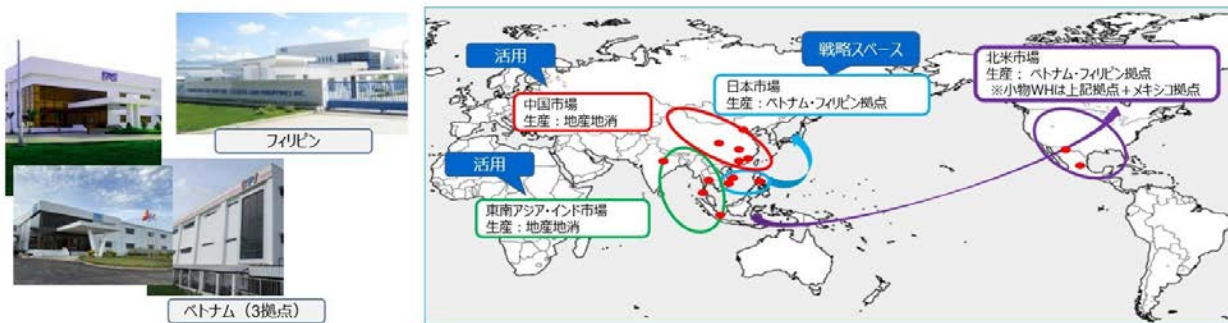 フィリピン
ベトナム（3拠点）
活用
中国市場
生産：地産地消
活用
東南アジア・インド市場
生産：地産地消
戦略スペース
日本市場
生産：ベトナム・フィリピン拠点
北米市場
生産： ベトナム・フィリピン拠点
※小物WHは上記拠点＋メキシコ拠点